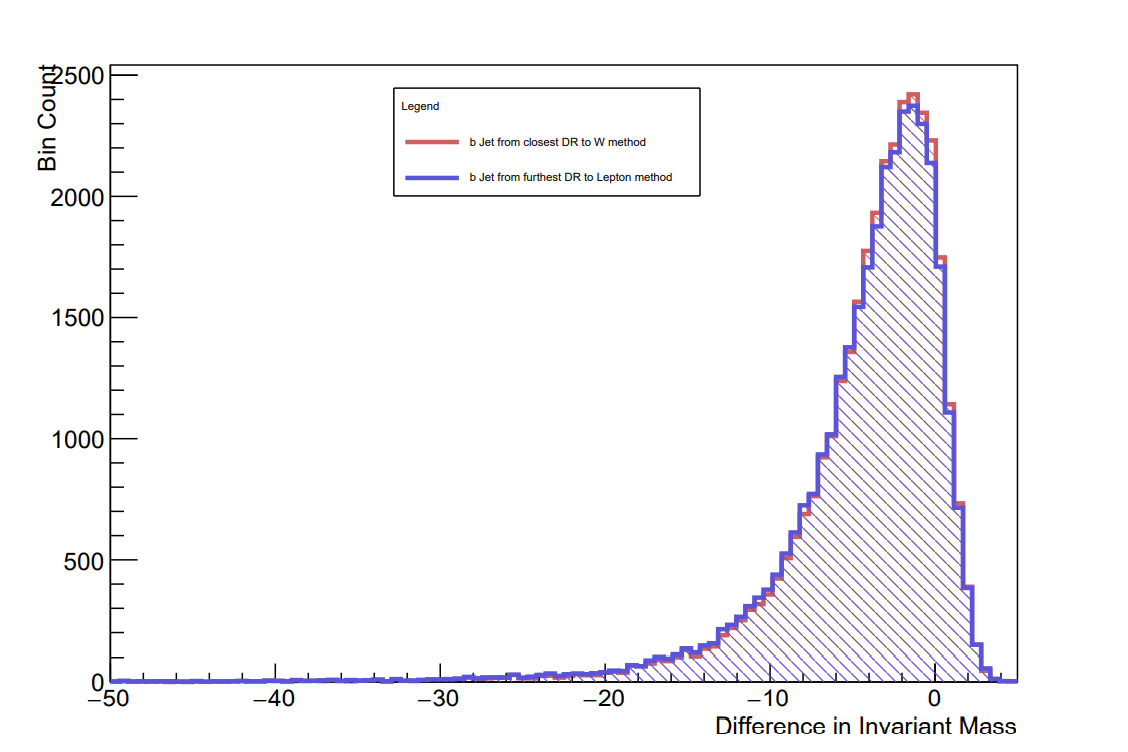 Bin Count
2500
2000
1500
1000
500
0
Legend
b Jet from closest DR to W method
b Jet from furthest DR to Lepton method
−50 −40 −30 −20 −10 0
Difference in Invariant Mass